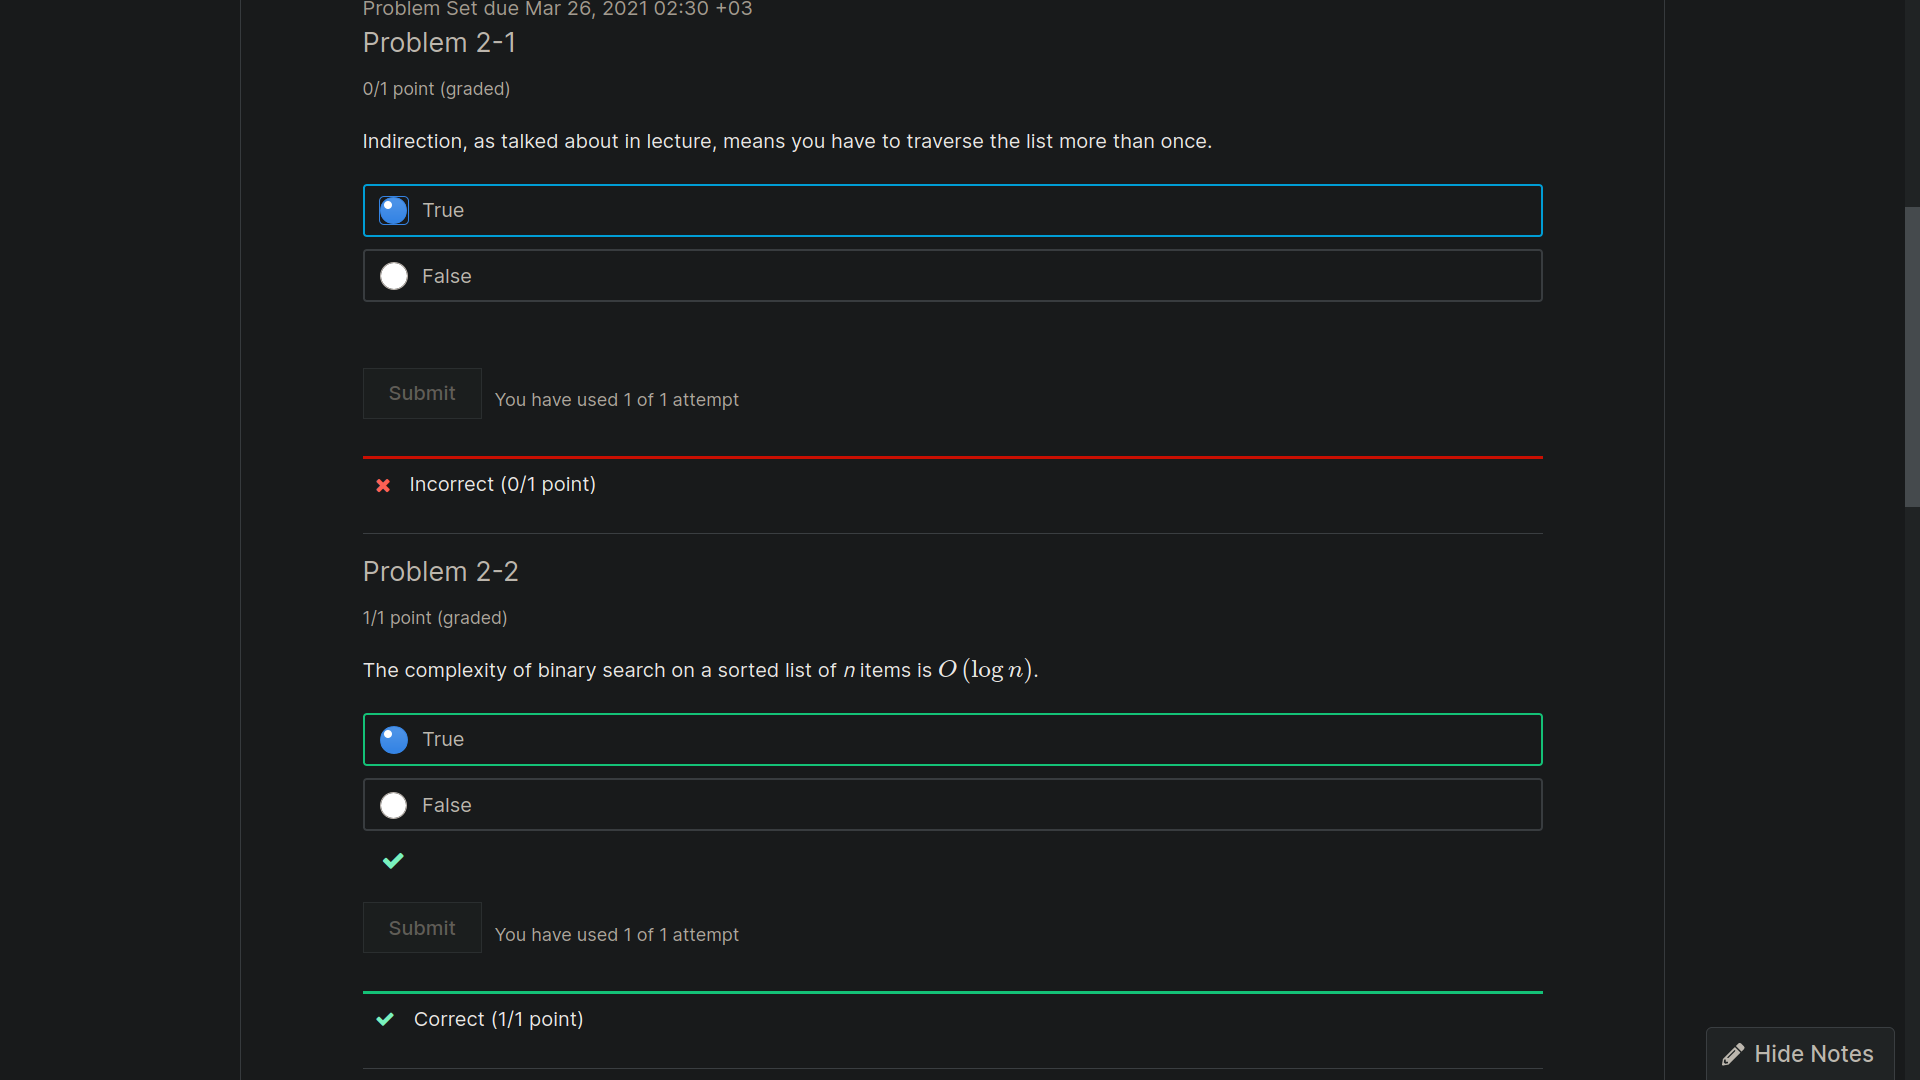 Problem Set due Mar 26, 2021 02:30 +03
Problem 2-1
0/1 point (graded)
Indirection, as talked about in lecture, means you have to traverse the list more than once.
True
False
Submit You have used 1 of 1 attempt
Incorrect (0/1 point)
Problem 2-2
1/1 point (graded)
The complexity of binary search on a sorted list of n items is O (log n).
True
False
Submit You have used 1 of 1 attempt
Correct (1/1 point)
Hide Notes